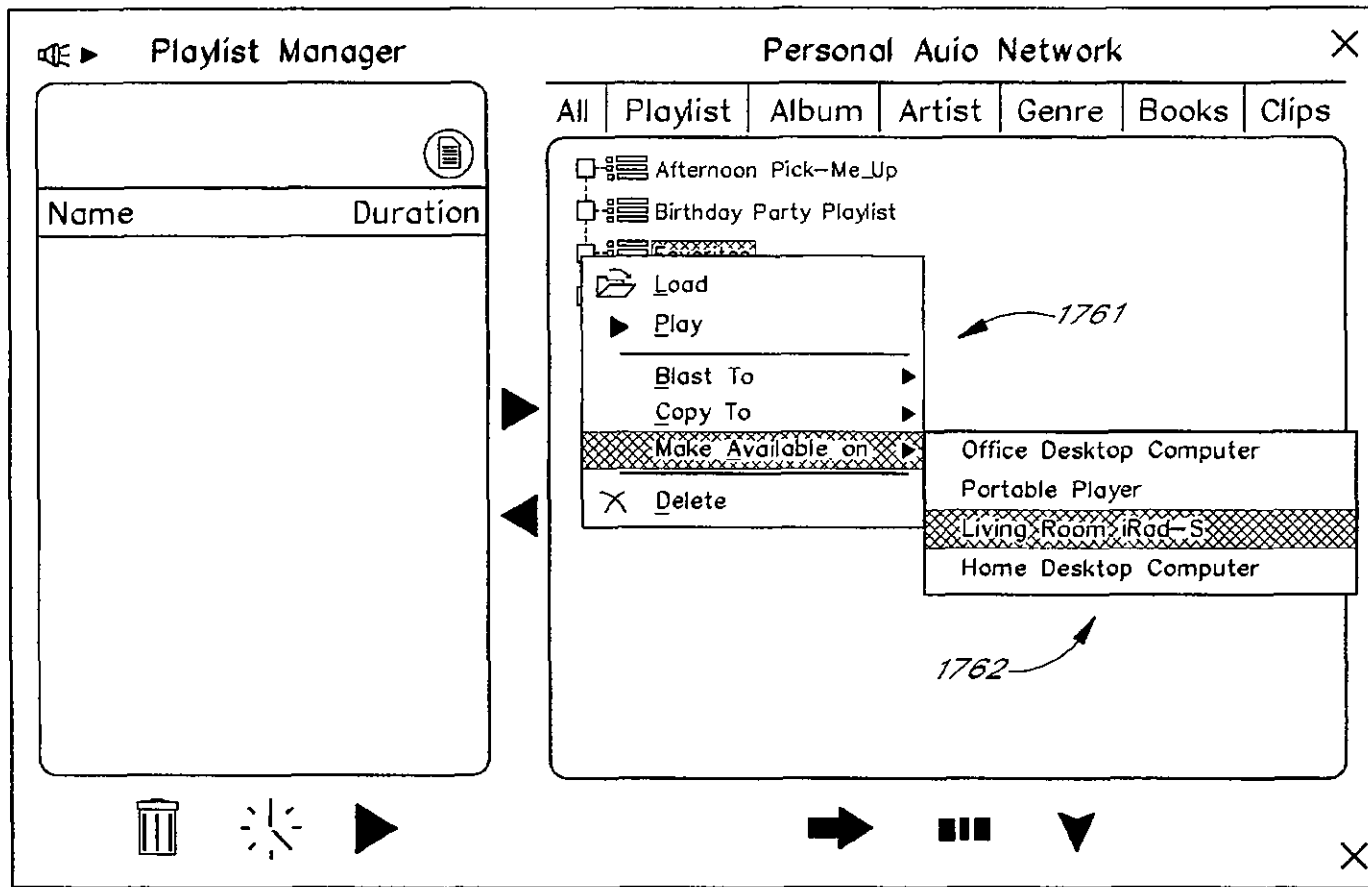 Playlist Manager
Personal Auio Network
All Playlist Album Artist Genre Books Clips
Name Duration
Afternoon Pick-Me_Up
Birthday Party Playlist
Favorites
Load
Play
1761
Blast To
Copy To
Make Available on
Office Desktop Computer
Portable Player
Living Room iRad-S
Home Desktop Computer
Delete
1762